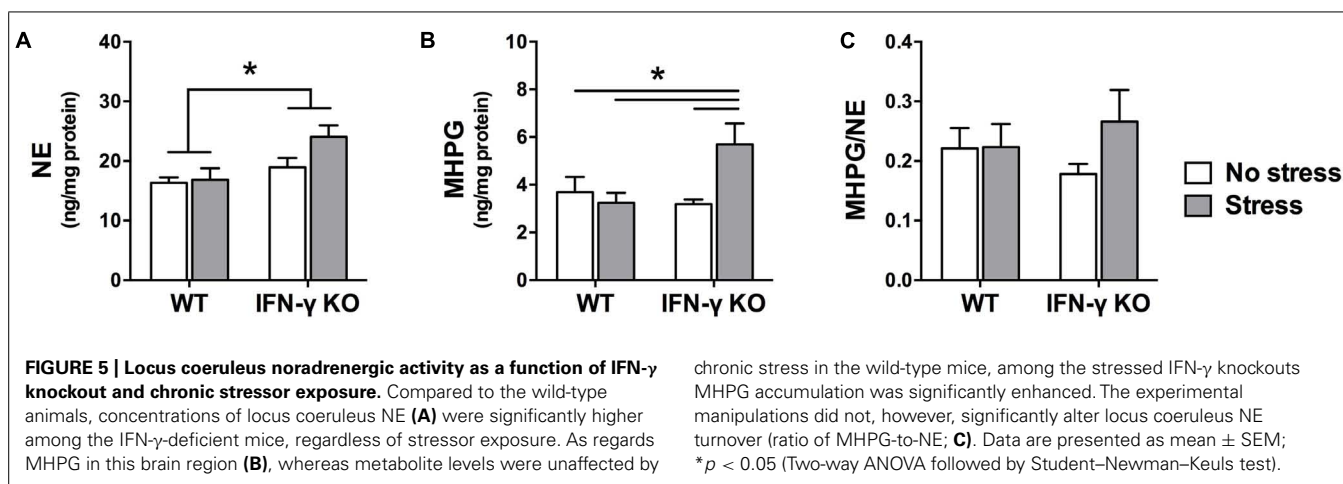 A
NE
(ng/mg protein)
40
30
20
10
0
*
WT
IFN-γ KO
B
MHPG
(ng/mg protein)
10
8
6
4
2
0
*
WT
IFN-γ KO
C
MHPG/NE
0.4
0.3
0.2
0.1
0.0
WT
IFN-γ KO
No stress
Stress
FIGURE 5 | Locus coeruleus noradrenergic activity as a function of IFN-γ
knockout and chronic stressor exposure. Compared to the wild-type
animals, concentrations of locus coeruleus NE (A) were significantly higher
among the IFN-γ-deficient mice, regardless of stressor exposure. As regards
MHPG in this brain region (B), whereas metabolite levels were unaffected by
chronic stress in the wild-type mice, among the stressed IFN-γ knockouts
MHPG accumulation was significantly enhanced. The experimental
manipulations did not, however, significantly alter locus coeruleus NE
turnover (ratio of MHPG-to-NE; C). Data are presented as mean ± SEM;
*p < 0.05 (Two-way ANOVA followed by Student–Newman–Keuls test).